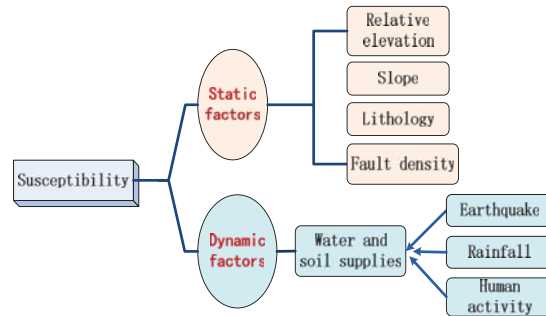 Susceptibility
Static
factors
Relative
elevation
Slope
Lithology
Fault density
Dynamic
factors
Water and
soil supplies
Earthquake
Rainfall
Human
activity